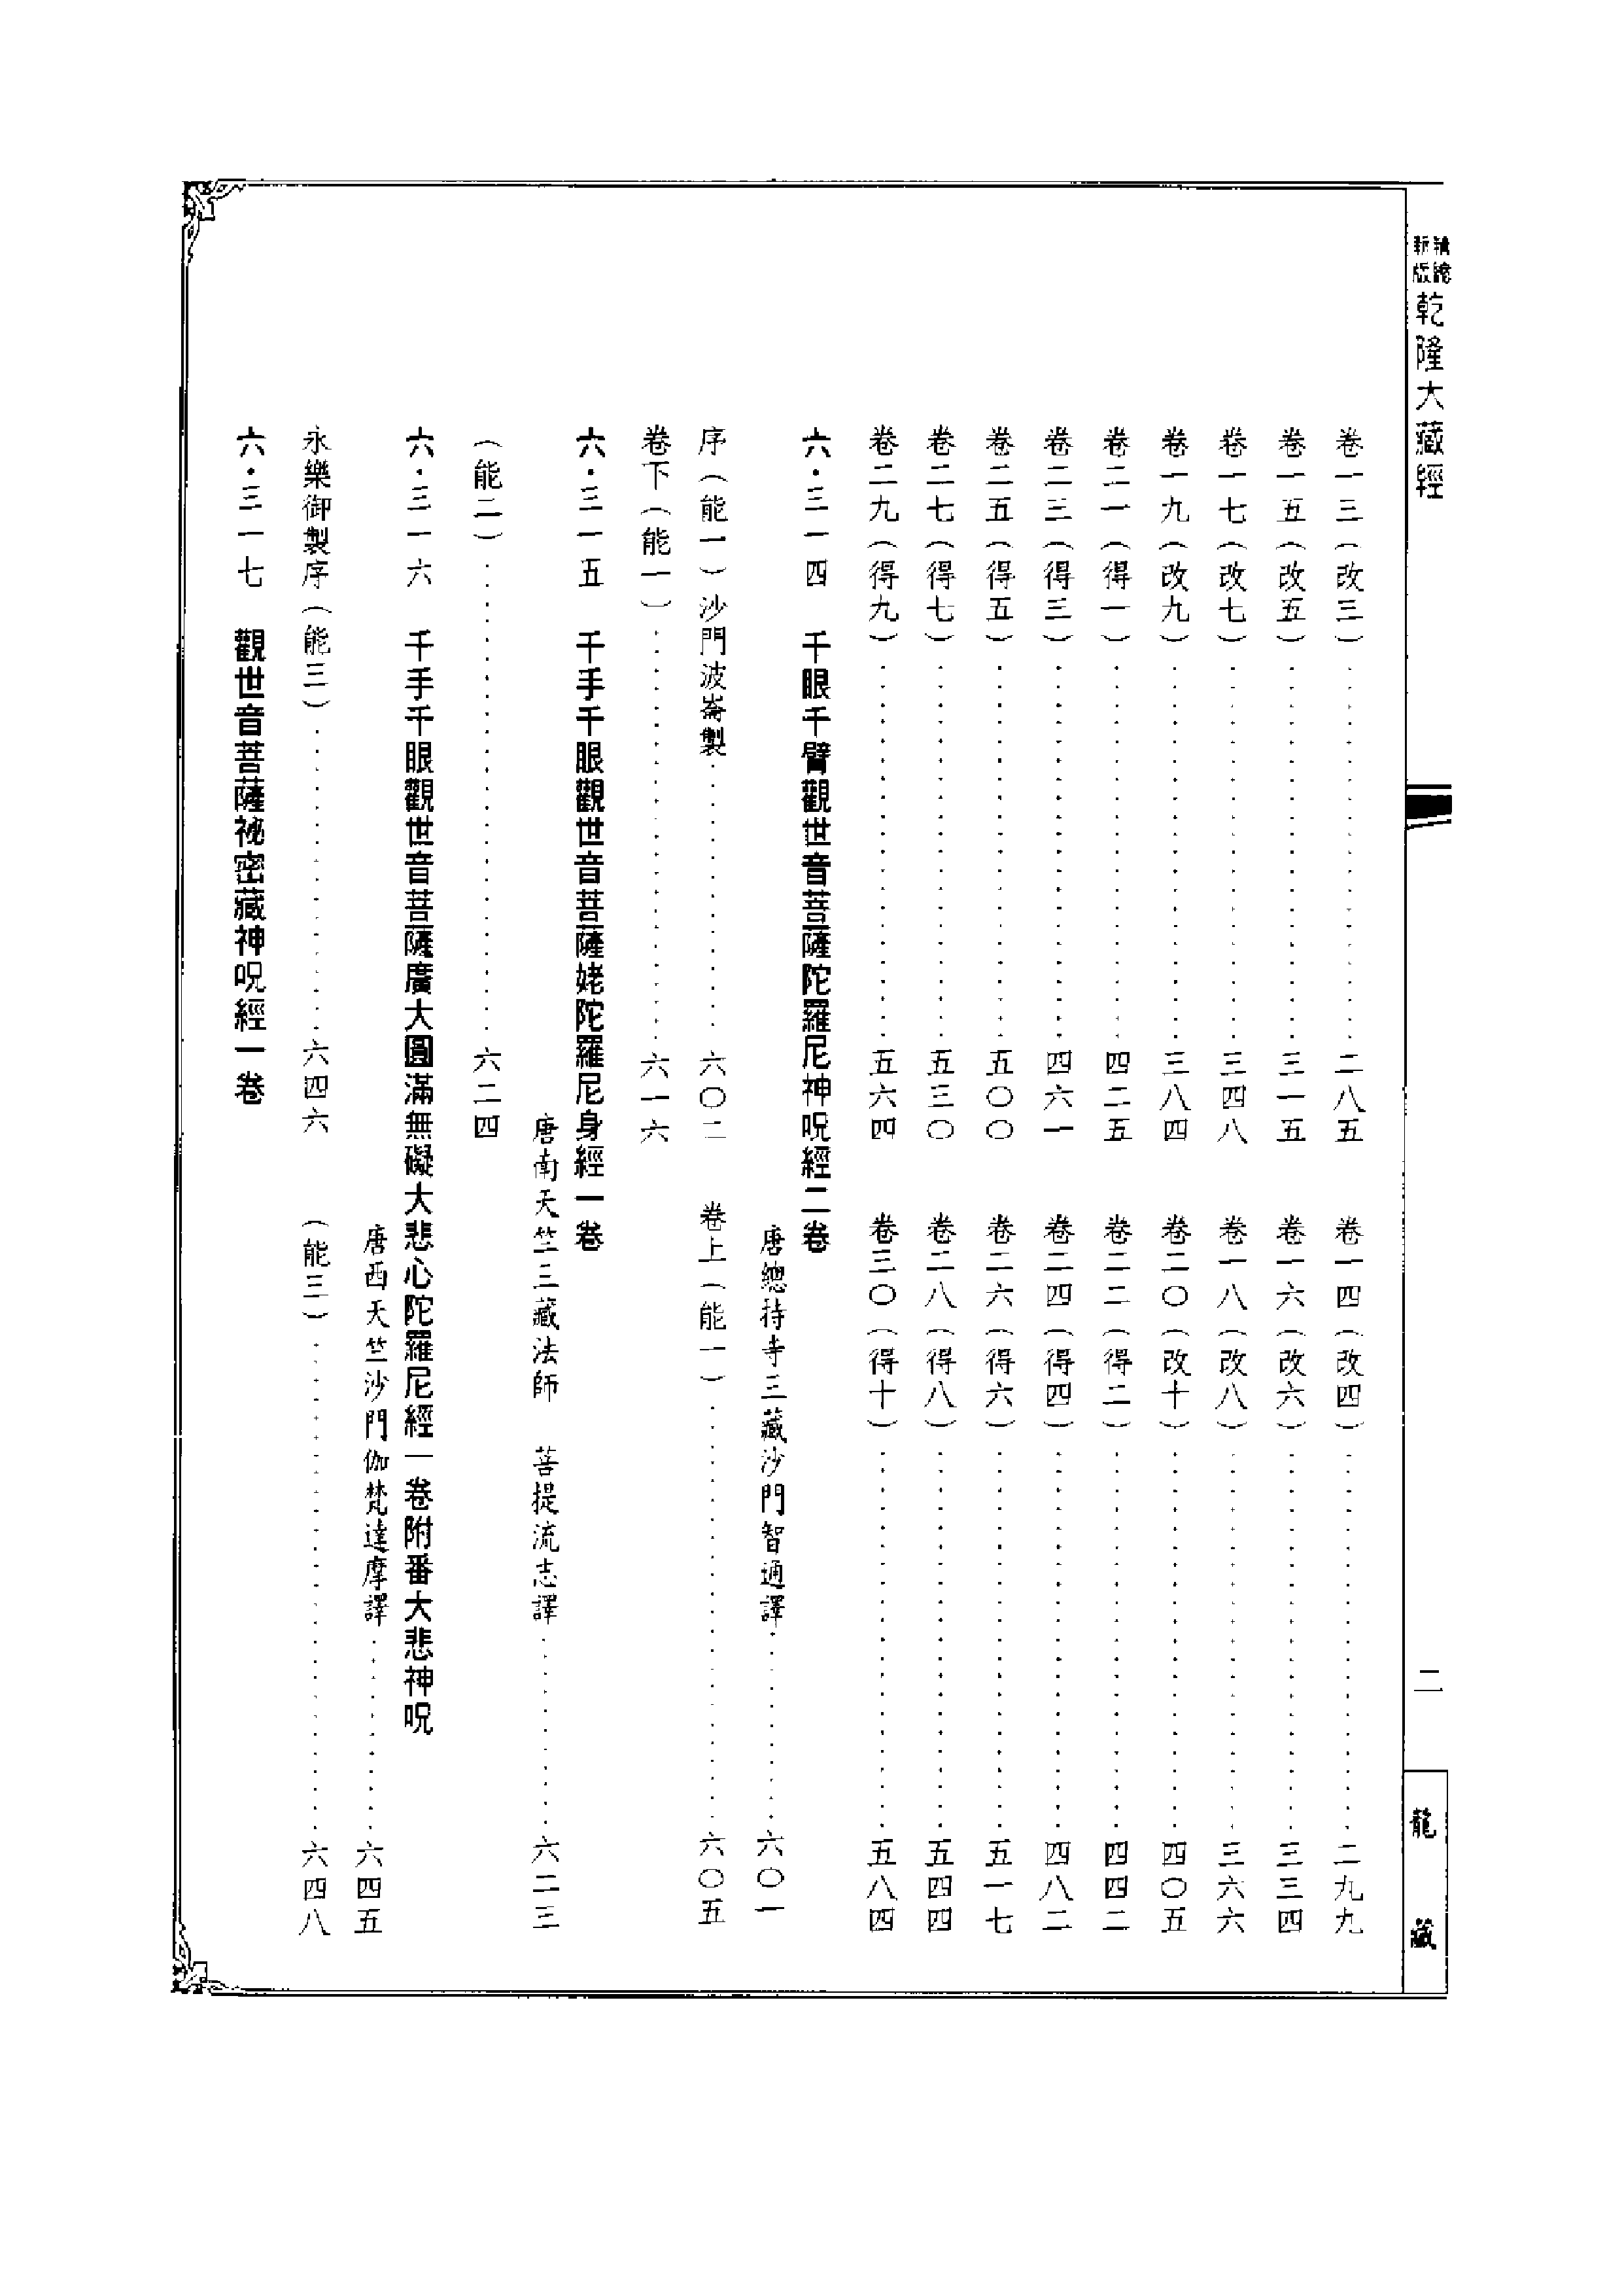 新版
乾隆大藏經
二
龍藏
卷一三（改三）……二八五
卷一四（改四）……二九九
卷一五（改五）……三一五
卷一六（改六）……三三四
卷一七（改七）……三四八
卷一八（改八）……三六六
卷一九（改九）……三八四
卷二〇（改十）……四〇五
卷二一（得一）……四二五
卷二二（得二）……四四二
卷二三（得三）……四六一
卷二四（得四）……四八二
卷二五（得五）……五〇〇
卷二六（得六）……五一七
卷二七（得七）……五三〇
卷二八（得八）……五四四
卷二九（得九）……五六四
卷三〇（得十）……五八四
六·三一四　千眼千臂觀世音菩薩陀羅尼神呪經二卷
唐總持寺三藏沙門智通譯……六〇一
序（能一）沙門波崙製……六〇二
卷上（能一）……六〇五
卷下（能一）……六一六
六·三一五　千手千眼觀世音菩薩姥陀羅尼身經一卷
唐南天竺三藏法師　菩提流志譯……六二三
（能二）……六二四
六·三一六　千手千眼觀世音菩薩廣大圓滿無礙大悲心陀羅尼經一卷附番大悲神呪
唐西天竺沙門伽梵達摩譯……六四五
永樂御製序（能三）……六四六
（能三）……六四八
六·三一七　觀世音菩薩祕密藏神呪經一卷